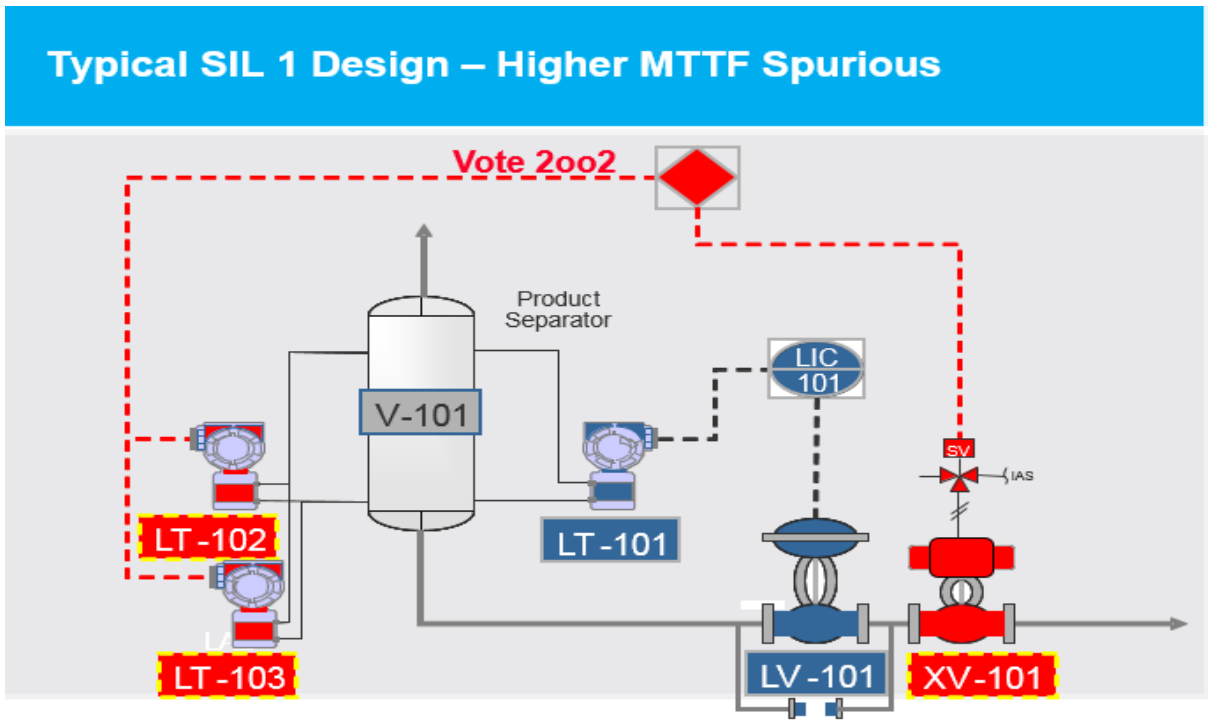 Typical SIL 1 Design – Higher MTTF Spurious
Vote 2oo2
Product
Separator
LIC
101
V-101
SV
IAS
LT-102
LT-101
LT-103
LV-101
XV-101